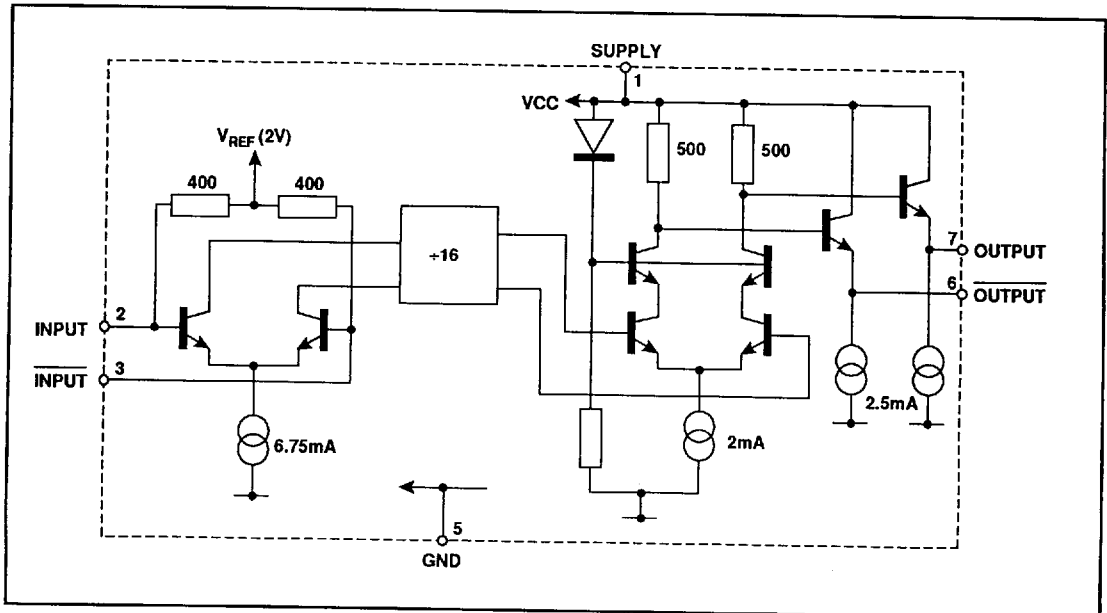 SUPPLY
1
VCC
V_REF (2V)
400 400
500 500
÷16
7 OUTPUT
6 OUTPUT
INPUT 2
INPUT 3
6.75mA
2mA
2.5mA
5
GND